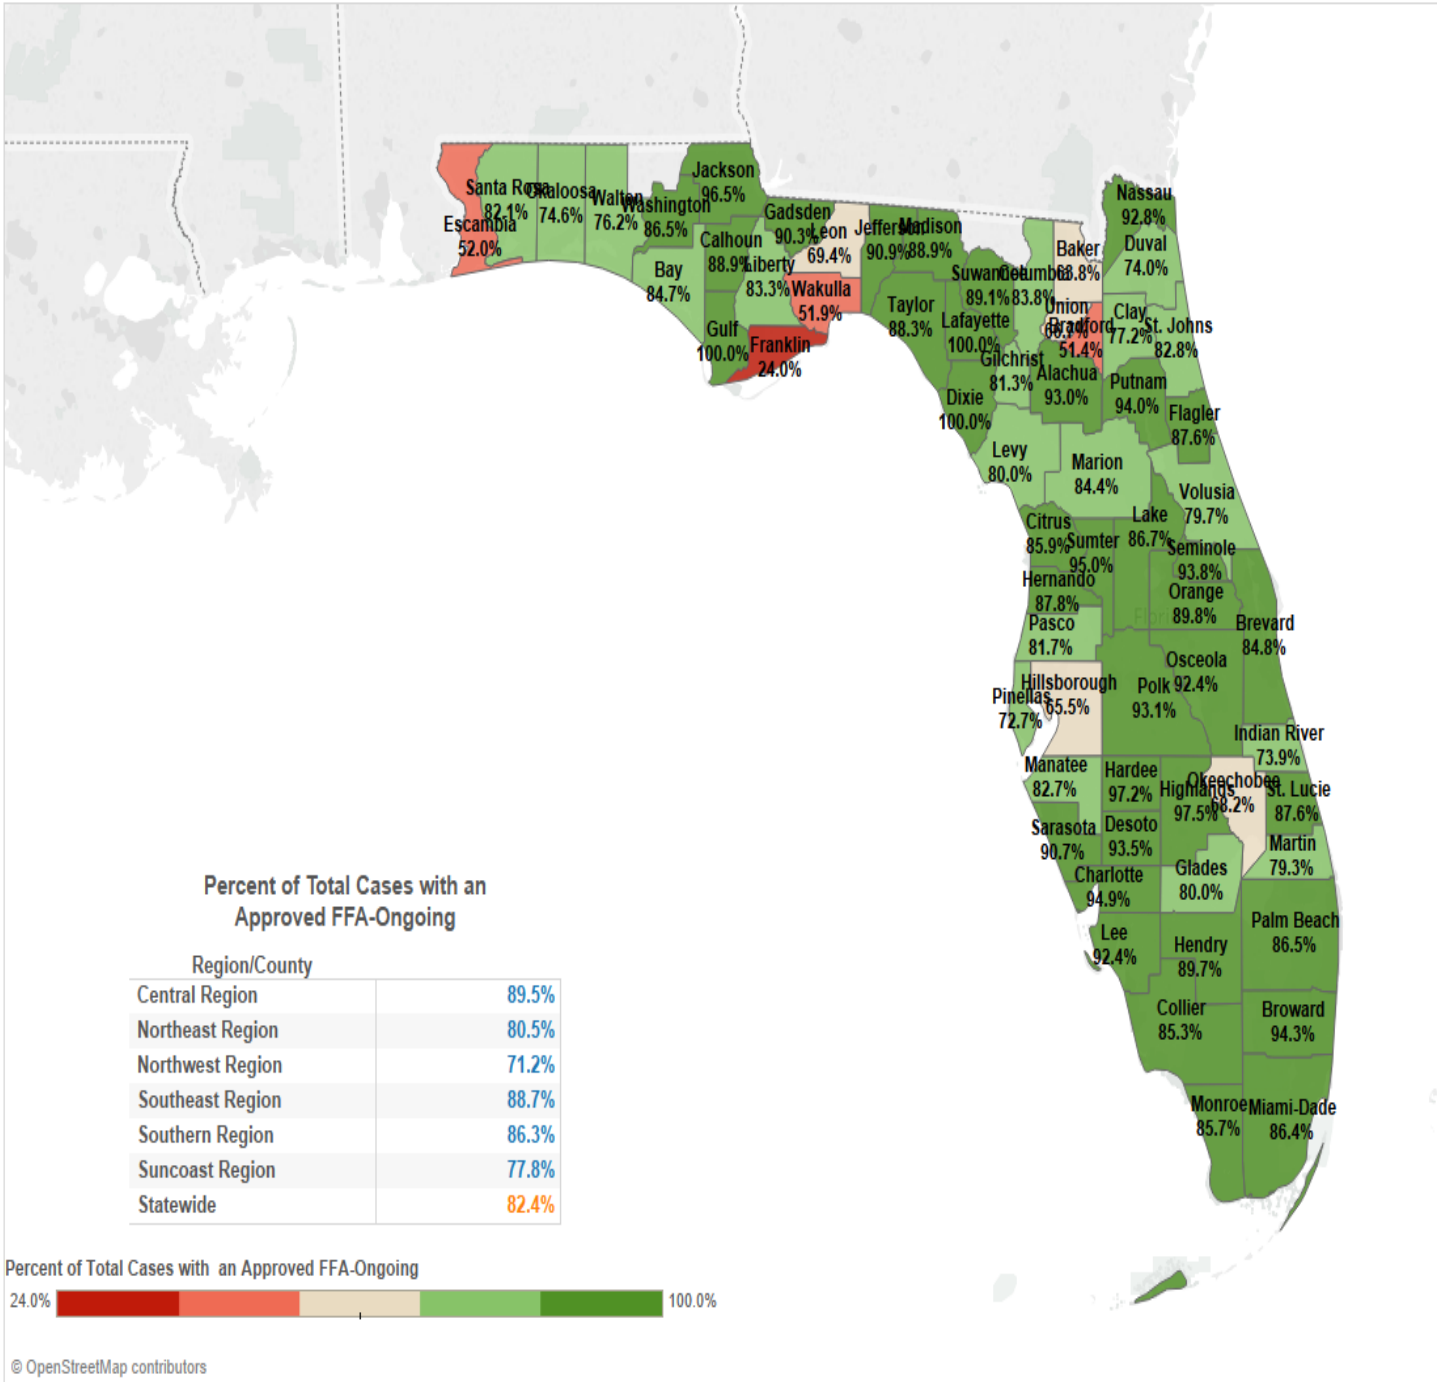 Jackson
96.5%
Santa Rosa
82.1%
Okaloosa
74.6%
Walton
76.2%
Washington
86.5%
Escambia
52.0%
Nassau
92.8%
Gadsden
90.3%
Leon
69.4%
Jefferson
90.9%
Madison
88.9%
Calhoun
88.9%
Liberty
83.3%
Bay
84.7%
Wakulla
51.9%
Gulf
100.0%
Franklin
24.0%
Baker
Duval
74.0%
Suwannee
89.1%
Columbia
83.8%
Taylor
88.3%
Lafayette
100.0%
Union
Bradford
51.4%
Clay
77.2%
St. Johns
82.8%
Gilchrist
81.3%
Alachua
93.0%
Putnam
94.0%
Dixie
100.0%
Flagler
87.6%
Levy
80.0%
Marion
84.4%
Volusia
79.7%
Citrus
85.9%
Sumter
95.0%
Lake
86.7%
Seminole
93.8%
Hernando
87.8%
Orange
89.8%
Pasco
81.7%
Brevard
84.8%
Osceola
92.4%
Hillsborough
65.5%
Pinellas
72.7%
Polk
93.1%
Indian River
73.9%
Manatee
82.7%
Hardee
97.2%
Highlands
97.5%
Okeechobee
68.2%
St. Lucie
87.6%
Sarasota
90.7%
Desoto
93.5%
Martin
79.3%
Charlotte
94.9%
Glades
80.0%
Palm Beach
86.5%
Lee
92.4%
Hendry
89.7%
Collier
85.3%
Broward
94.3%
Monroe
85.7%
Miami-Dade
86.4%
Percent of Total Cases with an
Approved FFA-Ongoing
Region/County
Central Region 89.5%
Northeast Region 80.5%
Northwest Region 71.2%
Southeast Region 88.7%
Southern Region 86.3%
Suncoast Region 77.8%
Statewide 82.4%
Percent of Total Cases with an Approved FFA-Ongoing
24.0% 100.0%
© OpenStreetMap contributors